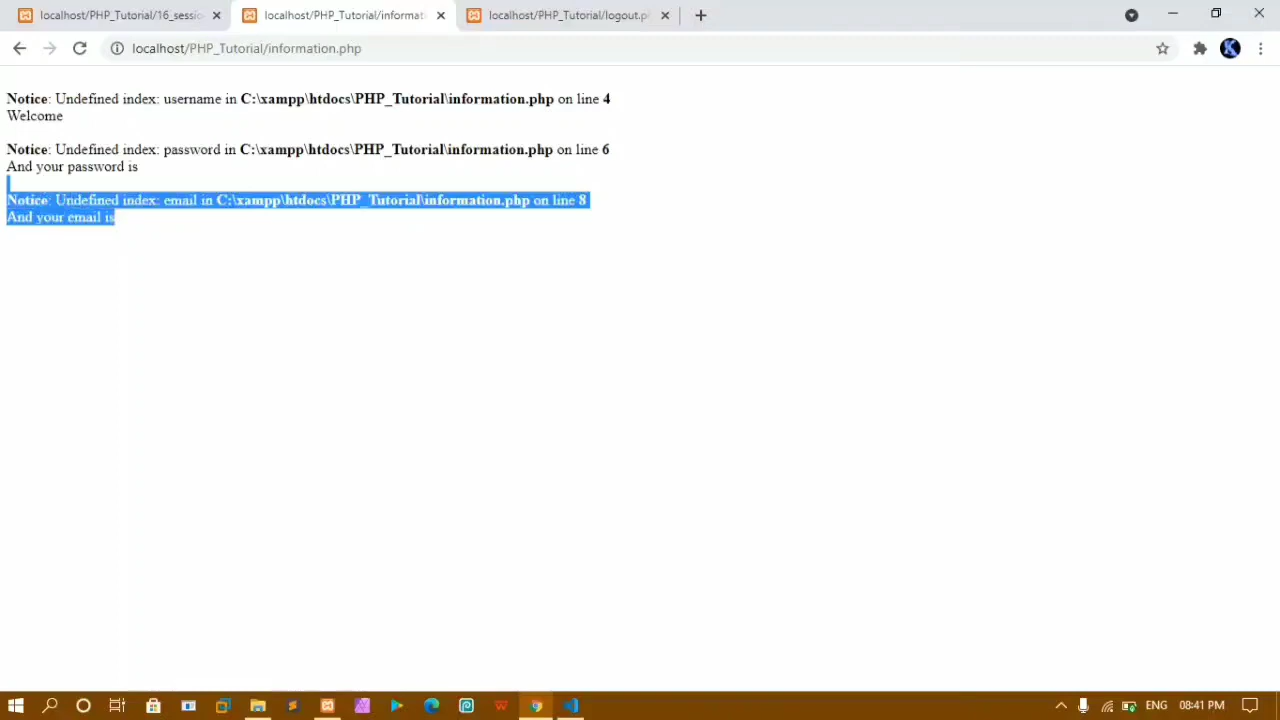 localhost/PHP_Tutorial/16_sessio
localhost/PHP_Tutorial/informati
localhost/PHP_Tutorial/logout.p
localhost/PHP_Tutorial/information.php
Notice: Undefined index: username in C:\xampp\htdocs\PHP_Tutorial\information.php on line 4
Welcome
Notice: Undefined index: password in C:\xampp\htdocs\PHP_Tutorial\information.php on line 6
And your password is
Notice: Undefined index: email in C:\xampp\htdocs\PHP_Tutorial\information.php on line 8
And your email is
ENG 08:41 PM